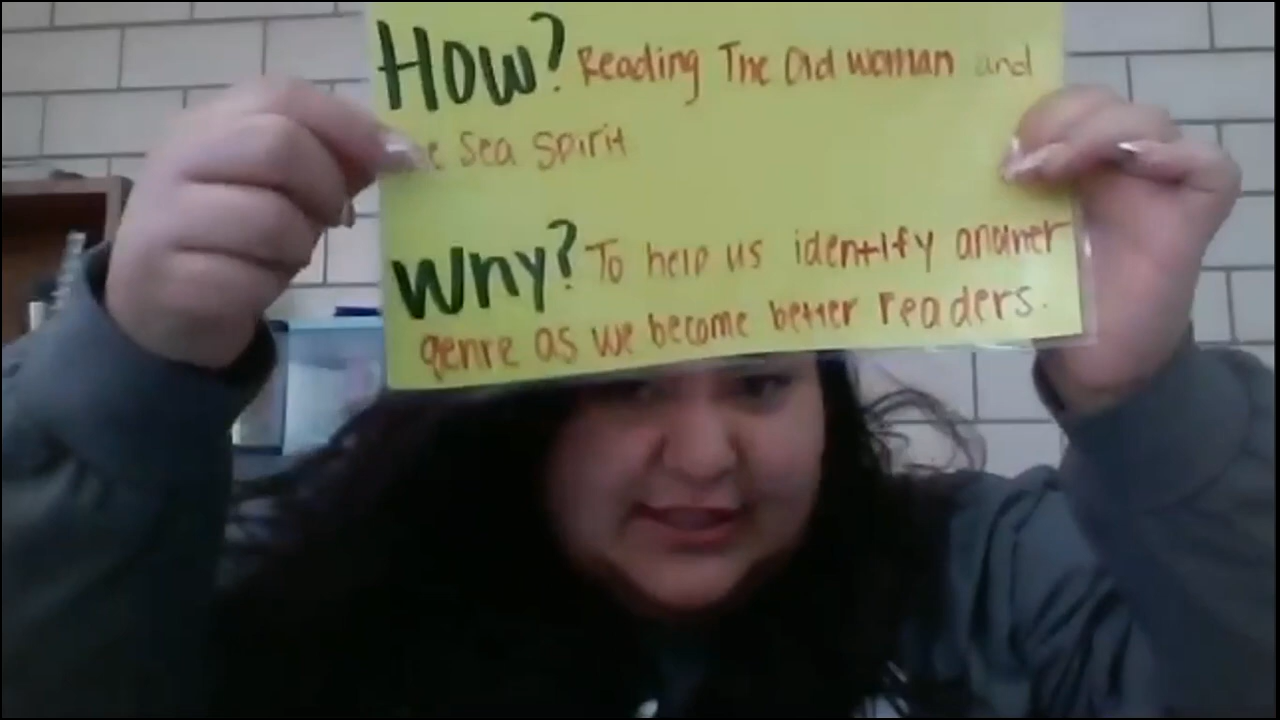 How? Reading The Old woman and
Sea Spirit
Why? To help us identify another
genre as we become better readers.